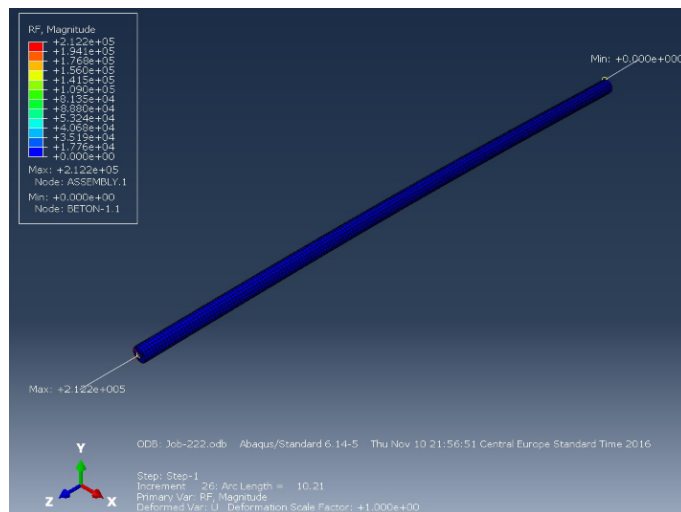 RF, Magnitude
+2.122e+05
+1.941e+05
+1.768e+05
+1.560e+05
+1.415e+05
+1.090e+05
+8.135e+04
+8.880e+04
+5.324e+04
+4.068e+04
+3.519e+04
+1.776e+04
+0.000e+00
Max: +2.122e+05
Node: ASSEMBLY.1
Min: +0.000e+00
Node: BETON-1.1
Min: +0.000e+000
Max: +2.122e+005
ODB: Job-222.odb Abaqus/Standard 6.14-5 Thu Nov 10 21:56:51 Central Europe Standard Time 2016
Y
Z
X
Step: Step-1
Increment 26: Arc Length = 10.21
Primary Var: RF, Magnitude
Deformed Var: U Deformation Scale Factor: +1.000e+00